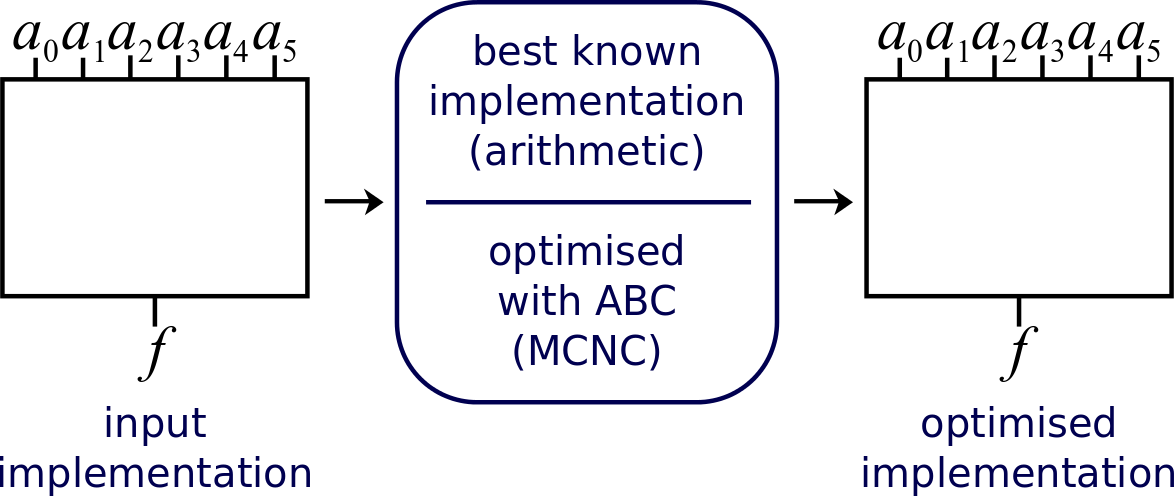 a₀a₁a₂a₃a₄a₅
f
input
implementation
best known
implementation
(arithmetic)
optimised
with ABC
(MCNC)
a₀a₁a₂a₃a₄a₅
f
optimised
implementation